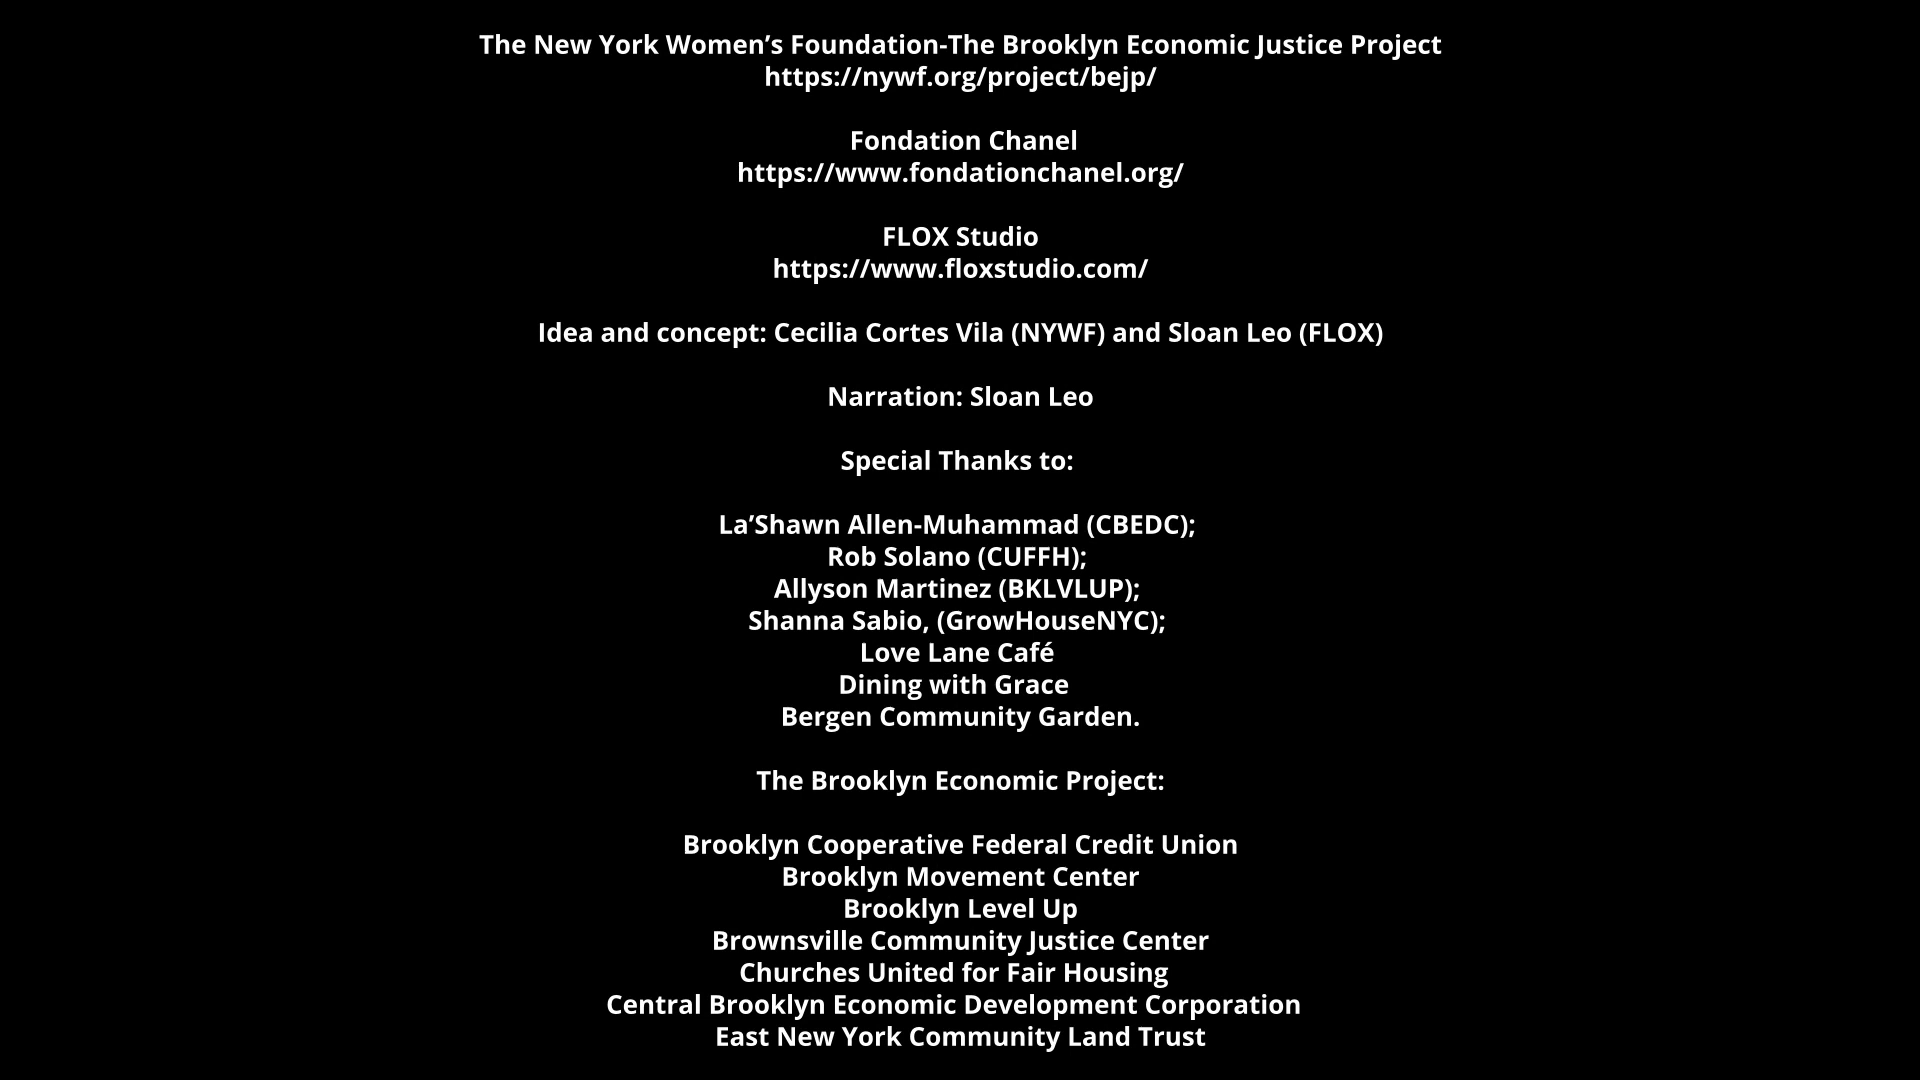 The New York Women’s Foundation-The Brooklyn Economic Justice Project
https://nywf.org/project/bejp/
Fondation Chanel
https://www.fondationchanel.org/
FLOX Studio
https://www.floxstudio.com/
Idea and concept: Cecilia Cortes Vila (NYWF) and Sloan Leo (FLOX)
Narration: Sloan Leo
Special Thanks to:
La’Shawn Allen-Muhammad (CBEDC);
Rob Solano (CUFFH);
Allyson Martinez (BKLVLUP);
Shanna Sabio, (GrowHouseNYC);
Love Lane Café
Dining with Grace
Bergen Community Garden.
The Brooklyn Economic Project:
Brooklyn Cooperative Federal Credit Union
Brooklyn Movement Center
Brooklyn Level Up
Brownsville Community Justice Center
Churches United for Fair Housing
Central Brooklyn Economic Development Corporation
East New York Community Land Trust